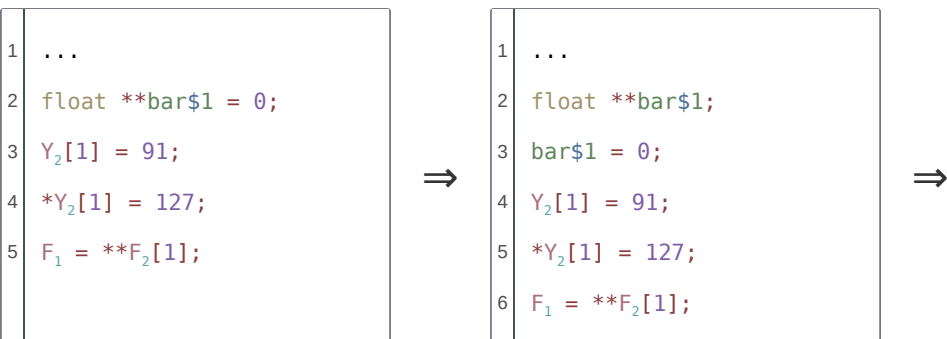 1 ...
2 float **bar$1 = 0;
3 Y₂[1] = 91;
4 *Y₂[1] = 127;
5 F₁ = **F₂[1];
⇒
1 ...
2 float **bar$1;
3 bar$1 = 0;
4 Y₂[1] = 91;
5 *Y₂[1] = 127;
6 F₁ = **F₂[1];
⇒